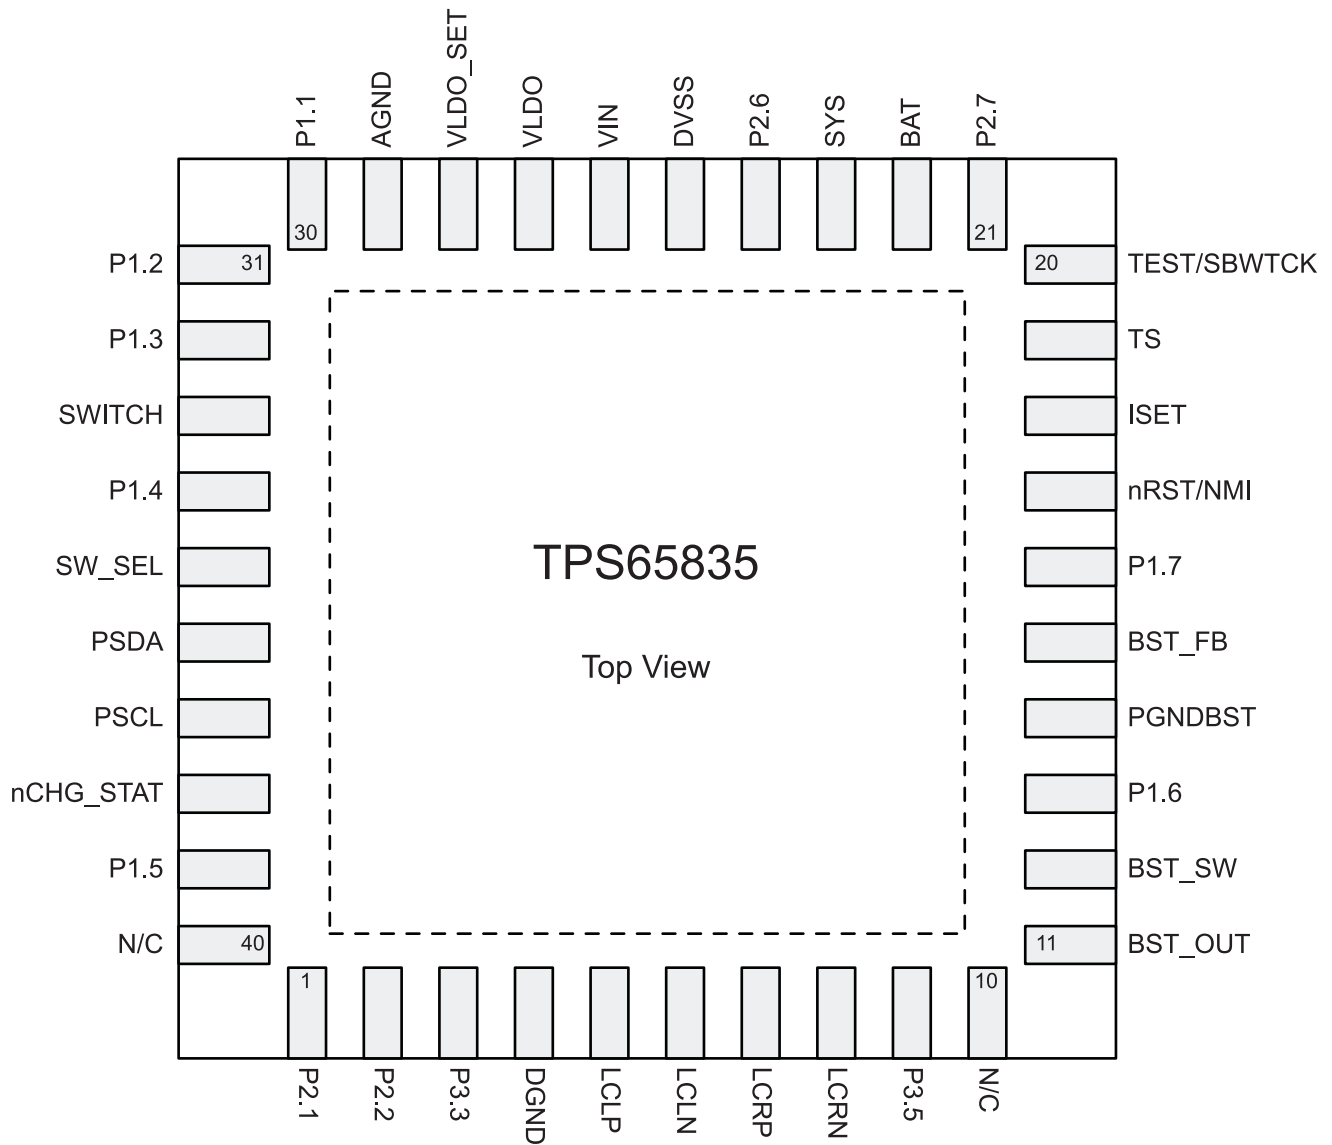 P1.1
AGND
VLDO_SET
VLDO
VIN
DVSS
P2.6
SYS
BAT
P2.7
30
21
P1.2
31
20
TEST/SBWTCK
P1.3
TS
SWITCH
ISET
P1.4
nRST/NMI
SW_SEL
TPS65835
P1.7
PSDA
Top View
BST_FB
PSCL
PGNDBST
nCHG_STAT
P1.6
P1.5
BST_SW
N/C
40
11
BST_OUT
1
10
P2.1
P2.2
P3.3
DGND
LCLP
LCLN
LCRP
LCRN
P3.5
N/C